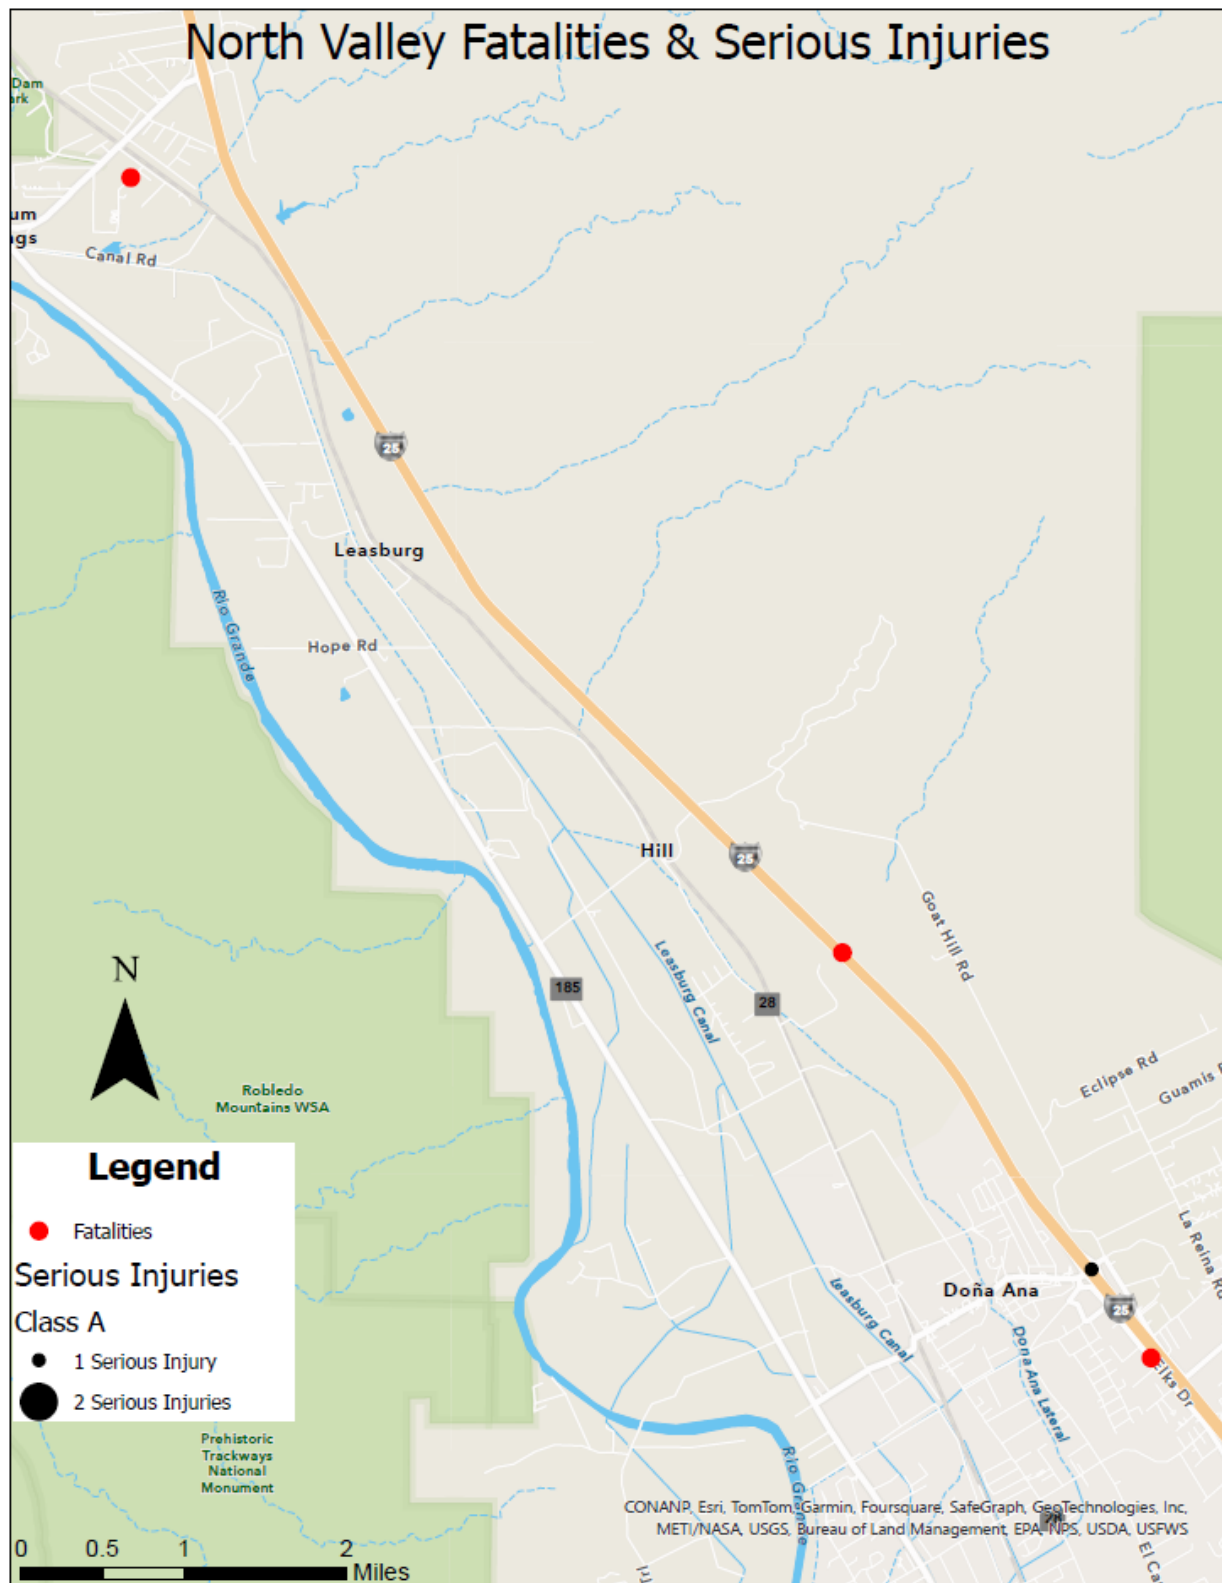 North Valley Fatalities & Serious Injuries
Dam
ark
um
ngs
Canal Rd
25
Leasburg
Rio Grande
Hope Rd
Hill
25
Goat Hill Rd
Leasburg Canal
185
28
N
Eclipse Rd
Guamis
Robledo
Mountains WSA
La Reina Rd
Legend
Fatalities
Serious Injuries
Class A
1 Serious Injury
2 Serious Injuries
Doña Ana
25
Leasburg Canal
Dona Ana Lateral
Elks Dr
Prehistoric
Trackways
National
Monument
Rio Grande
CONANP, Esri, TomTom, Garmin, Foursquare, SafeGraph, GeoTechnologies, Inc,
METI/NASA, USGS, Bureau of Land Management, EPA, NPS, USDA, USFWS
28
El Ca
0 0.5 1 2
Miles